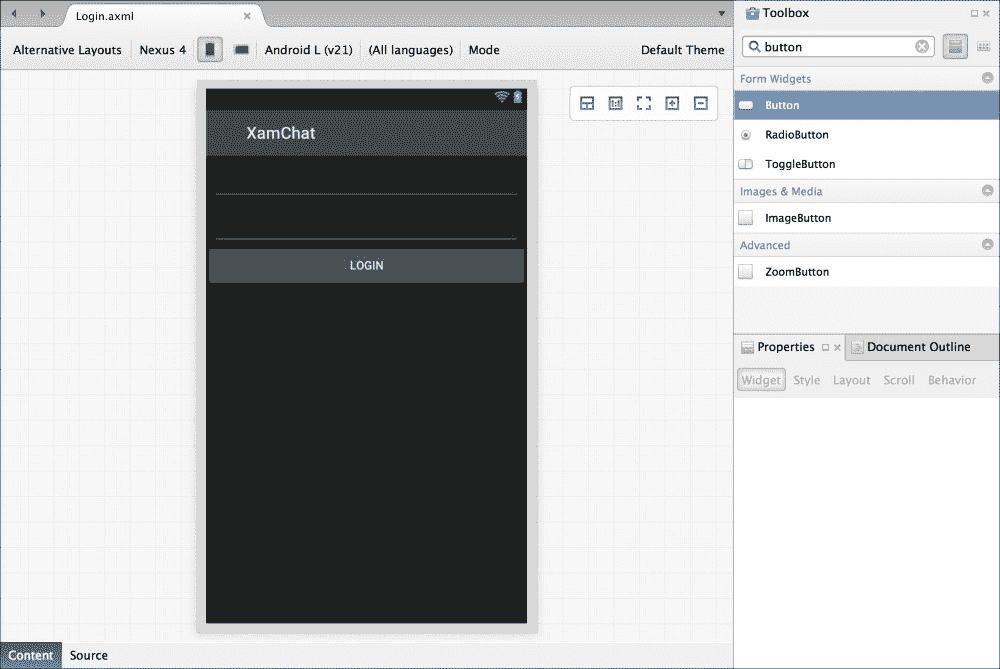 Login.axml
Alternative Layouts Nexus 4 Android L (v21) (All languages) Mode Default Theme
XamChat
LOGIN
Content Source
Toolbox
button
Form Widgets
Button
RadioButton
ToggleButton
Images & Media
ImageButton
Advanced
ZoomButton
Properties Document Outline
Widget Style Layout Scroll Behavior